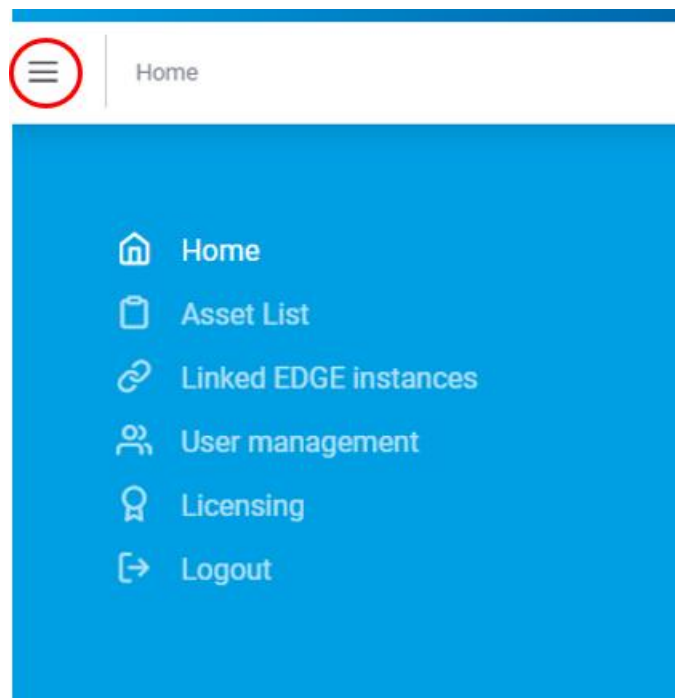 Home
Home
Asset List
Linked EDGE instances
User management
Licensing
Logout